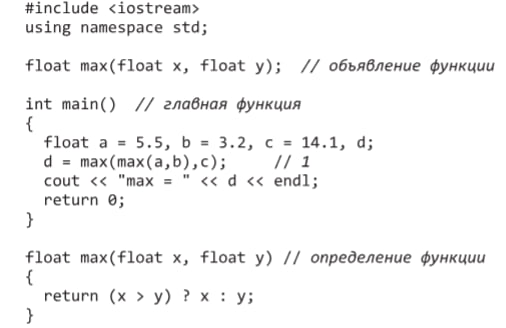 #include <iostream>
using namespace std;
float max(float x, float y);  // объявление функции
int main()  // главная функция
{
  float a = 5.5, b = 3.2, c = 14.1, d;
  d = max(max(a,b),c);     // 1
  cout << "max = " << d << endl;
  return 0;
}
float max(float x, float y) // определение функции
{
  return (x > y) ? x : y;
}